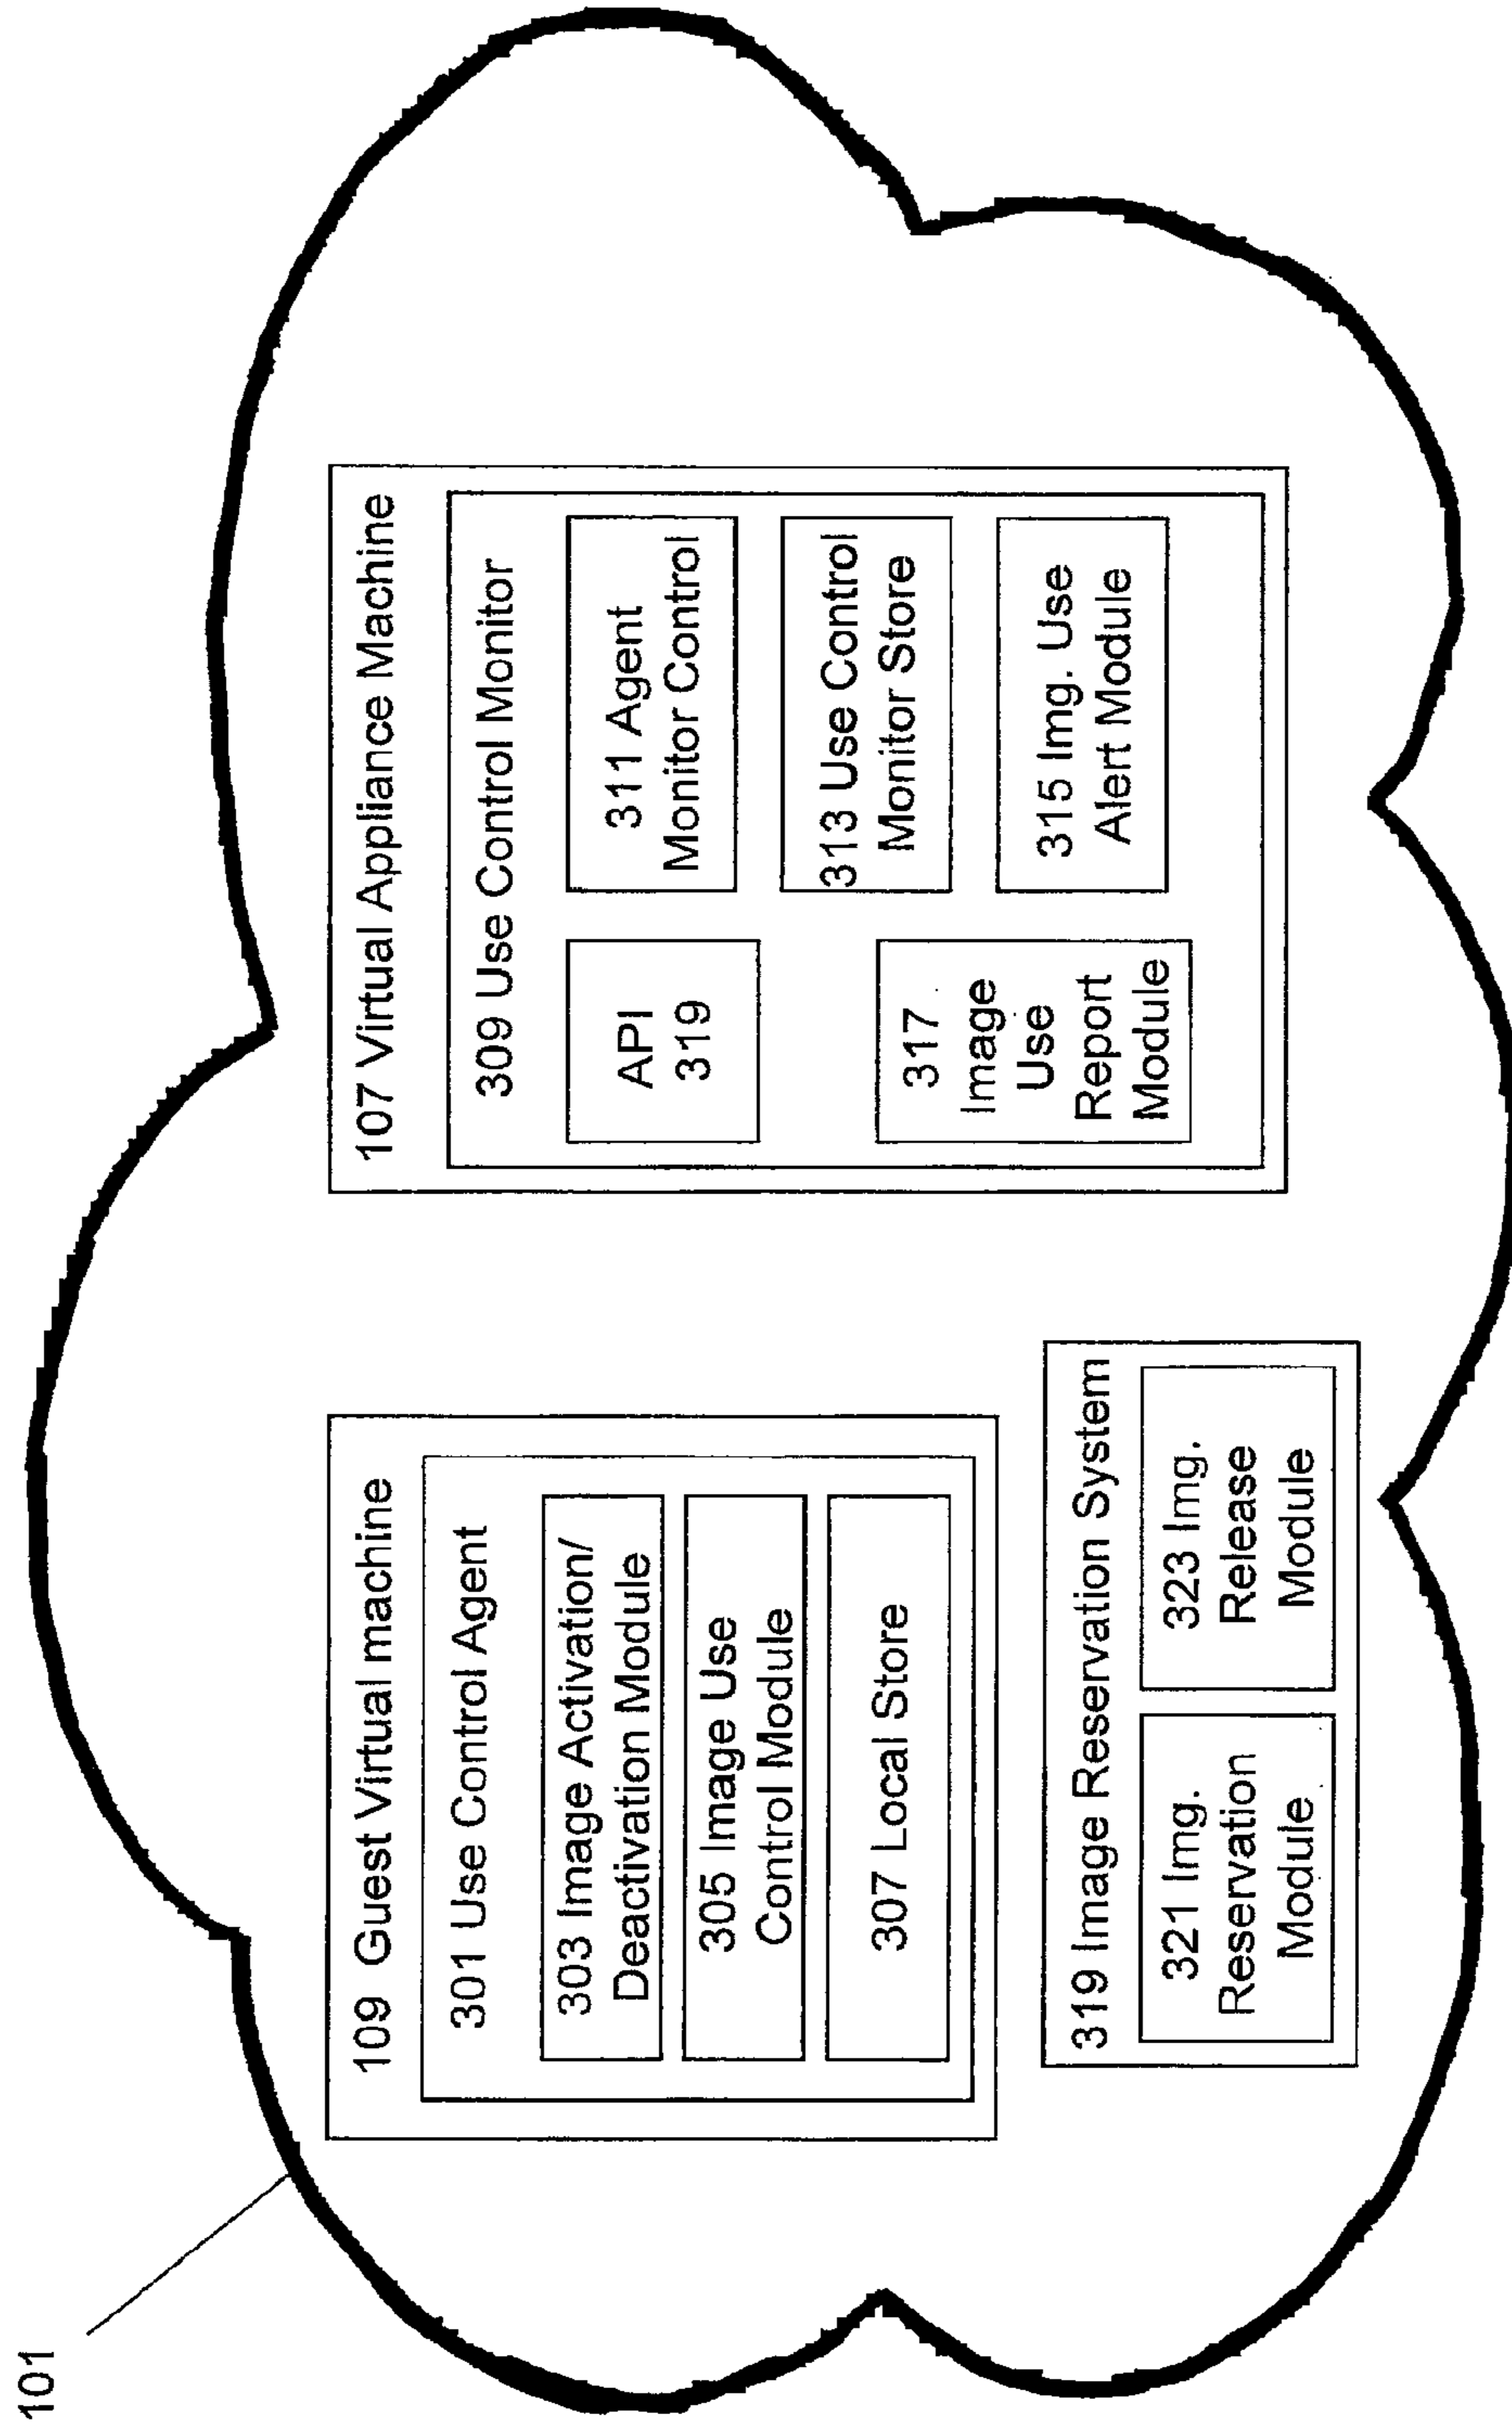 101
109 Guest Virtual machine
301 Use Control Agent
303 Image Activation/
Deactivation Module
305 Image Use
Control Module
307 Local Store
319 Image Reservation System
321 Img.
Reservation
Module
323 Img.
Release
Module
107 Virtual Appliance Machine
309 Use Control Monitor
API
319
317
Image
Use
Report
Module
311 Agent
Monitor Control
313 Use Control
Monitor Store
315 Img. Use
Alert Module